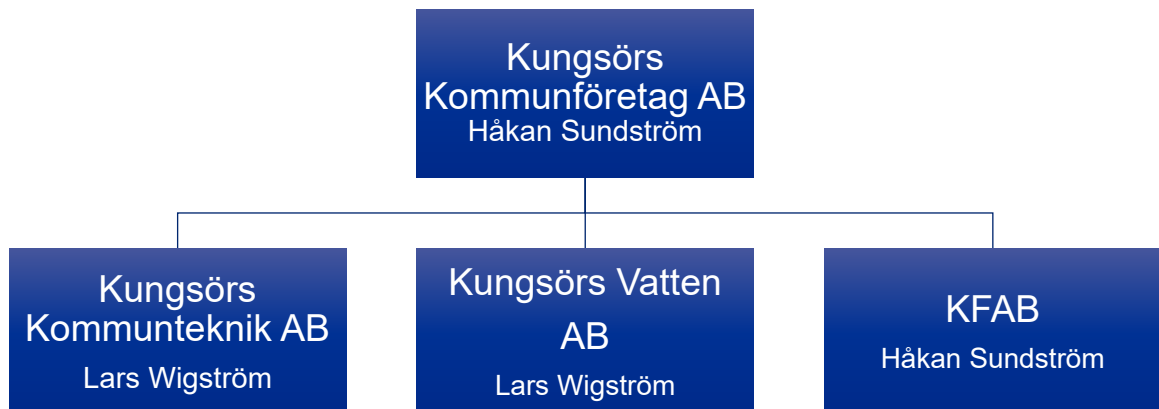 Kungsörs
Kommunföretag AB
Håkan Sundström
Kungsörs
Kommunteknik AB
Lars Wigström
Kungsörs Vatten
AB
Lars Wigström
KFAB
Håkan Sundström